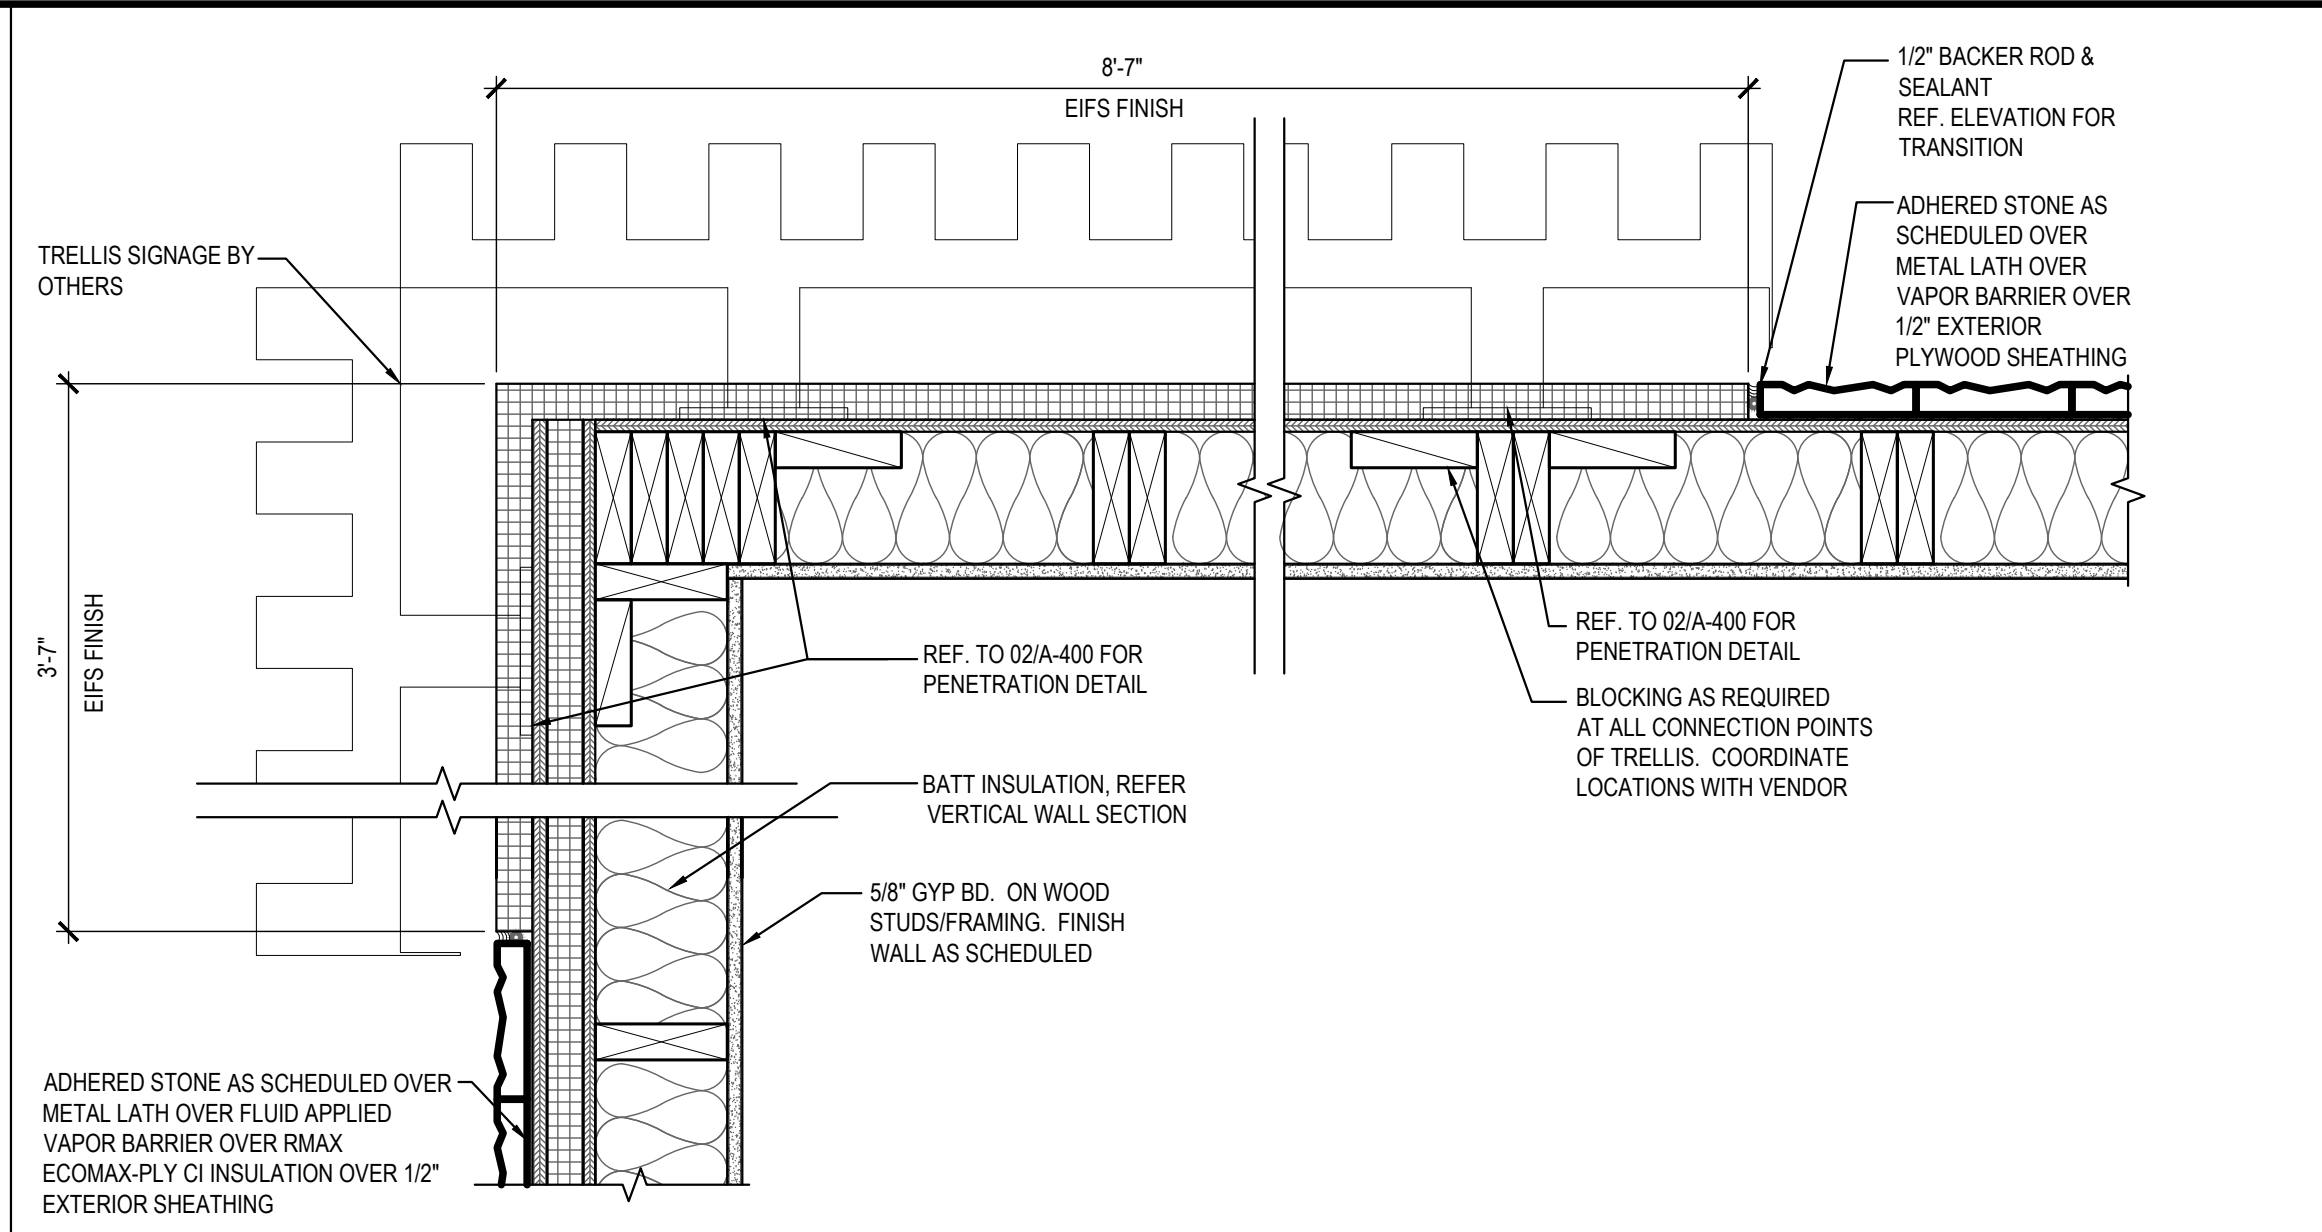 8'-7"
EIFS FINISH
1/2" BACKER ROD &
SEALANT
REF. ELEVATION FOR
TRANSITION
ADHERED STONE AS
SCHEDULED OVER
METAL LATH OVER
VAPOR BARRIER OVER
1/2" EXTERIOR
PLYWOOD SHEATHING
TRELLIS SIGNAGE BY
OTHERS
3'-7"
EIFS FINISH
REF. TO 02/A-400 FOR
PENETRATION DETAIL
REF. TO 02/A-400 FOR
PENETRATION DETAIL
BLOCKING AS REQUIRED
AT ALL CONNECTION POINTS
OF TRELLIS. COORDINATE
LOCATIONS WITH VENDOR
BATT INSULATION, REFER
VERTICAL WALL SECTION
5/8" GYP BD. ON WOOD
STUDS/FRAMING. FINISH
WALL AS SCHEDULED
ADHERED STONE AS SCHEDULED OVER
METAL LATH OVER FLUID APPLIED
VAPOR BARRIER OVER RMAX
ECOMAX-PLY CI INSULATION OVER 1/2"
EXTERIOR SHEATHING